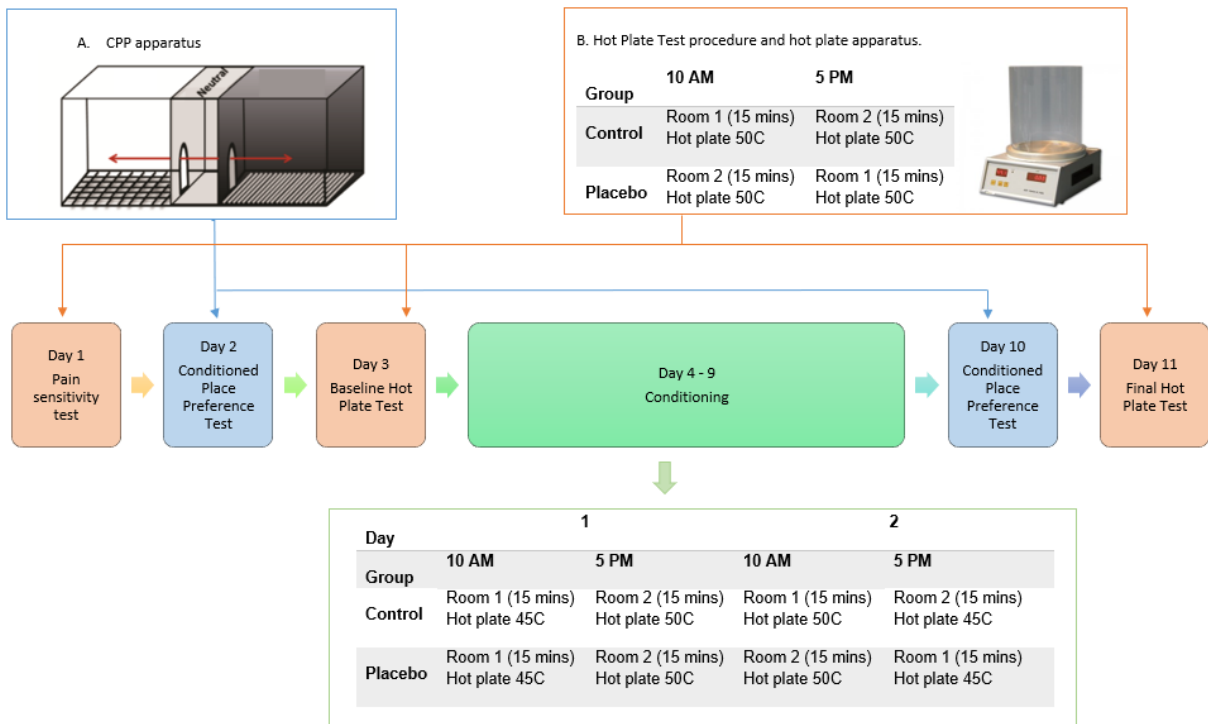 A. CPP apparatus
Neutral
B. Hot Plate Test procedure and hot plate apparatus.
10 AM 5 PM
Group
Control Room 1 (15 mins) Room 2 (15 mins)
Hot plate 50C Hot plate 50C
Placebo Room 2 (15 mins) Room 1 (15 mins)
Hot plate 50C Hot plate 50C
Day 1
Pain
sensitivity
test
Day 2
Conditioned
Place
Preference
Test
Day 3
Baseline Hot
Plate Test
Day 4 - 9
Conditioning
Day 10
Conditioned
Place
Preference
Test
Day 11
Final Hot
Plate Test
1 2
Day
10 AM 5 PM 10 AM 5 PM
Group
Control Room 1 (15 mins) Room 2 (15 mins) Room 1 (15 mins) Room 2 (15 mins)
Hot plate 45C Hot plate 50C Hot plate 50C Hot plate 45C
Placebo Room 1 (15 mins) Room 2 (15 mins) Room 2 (15 mins) Room 1 (15 mins)
Hot plate 45C Hot plate 50C Hot plate 50C Hot plate 45C